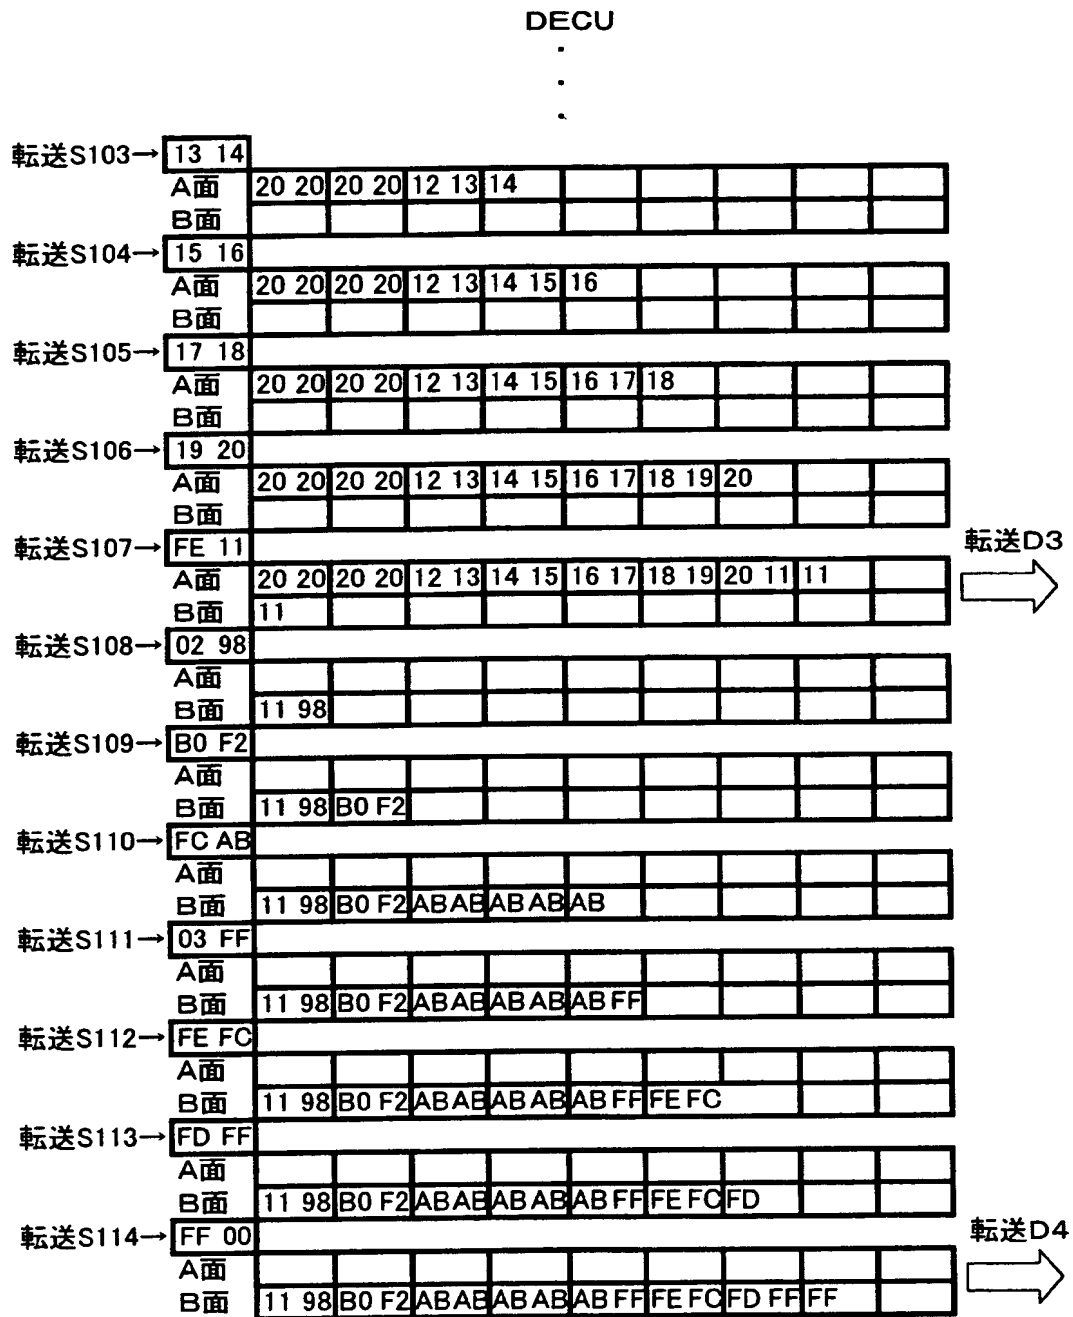 DECU
転送S103→ 13 14
A面 20 20 20 20 12 13 14
B面
転送S104→ 15 16
A面 20 20 20 20 12 13 14 15 16
B面
転送S105→ 17 18
A面 20 20 20 20 12 13 14 15 16 17 18
B面
転送S106→ 19 20
A面 20 20 20 20 12 13 14 15 16 17 18 19 20
B面
転送S107→ FE 11 転送D3
A面 20 20 20 20 12 13 14 15 16 17 18 19 20 11 11
B面 11
転送S108→ 02 98
A面
B面 11 98
転送S109→ B0 F2
A面
B面 11 98 B0 F2
転送S110→ FC AB
A面
B面 11 98 B0 F2 AB AB AB AB AB
転送S111→ 03 FF
A面
B面 11 98 B0 F2 AB AB AB AB AB FF
転送S112→ FE FC
A面
B面 11 98 B0 F2 AB AB AB AB AB FF FE FC
転送S113→ FD FF
A面
B面 11 98 B0 F2 AB AB AB AB AB FF FE FC FD
転送S114→ FF 00 転送D4
A面
B面 11 98 B0 F2 AB AB AB AB AB FF FE FC FD FF FF